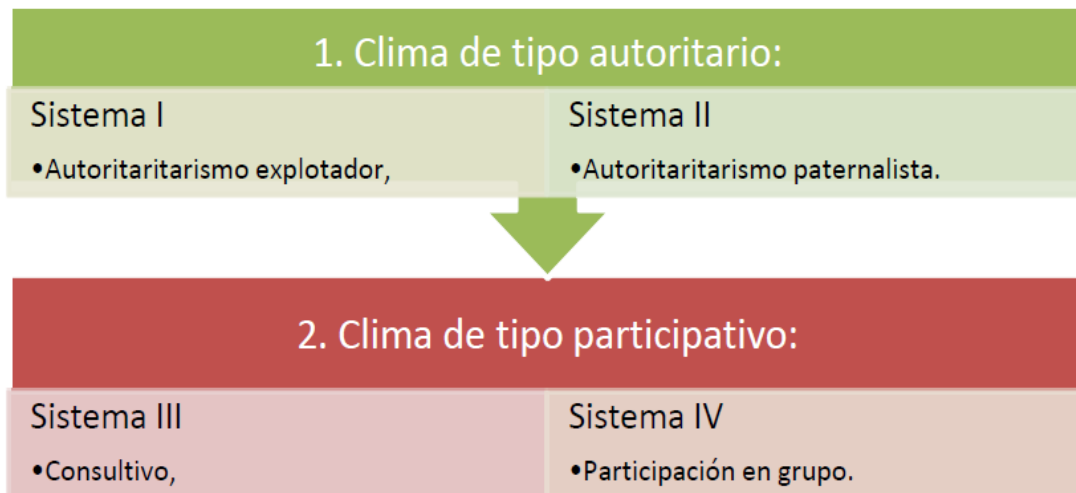 1. Clima de tipo autoritario:
Sistema I
•Autoritaritarismo explotador,
Sistema II
•Autoritaritarismo paternalista.
2. Clima de tipo participativo:
Sistema III
•Consultivo,
Sistema IV
•Participación en grupo.